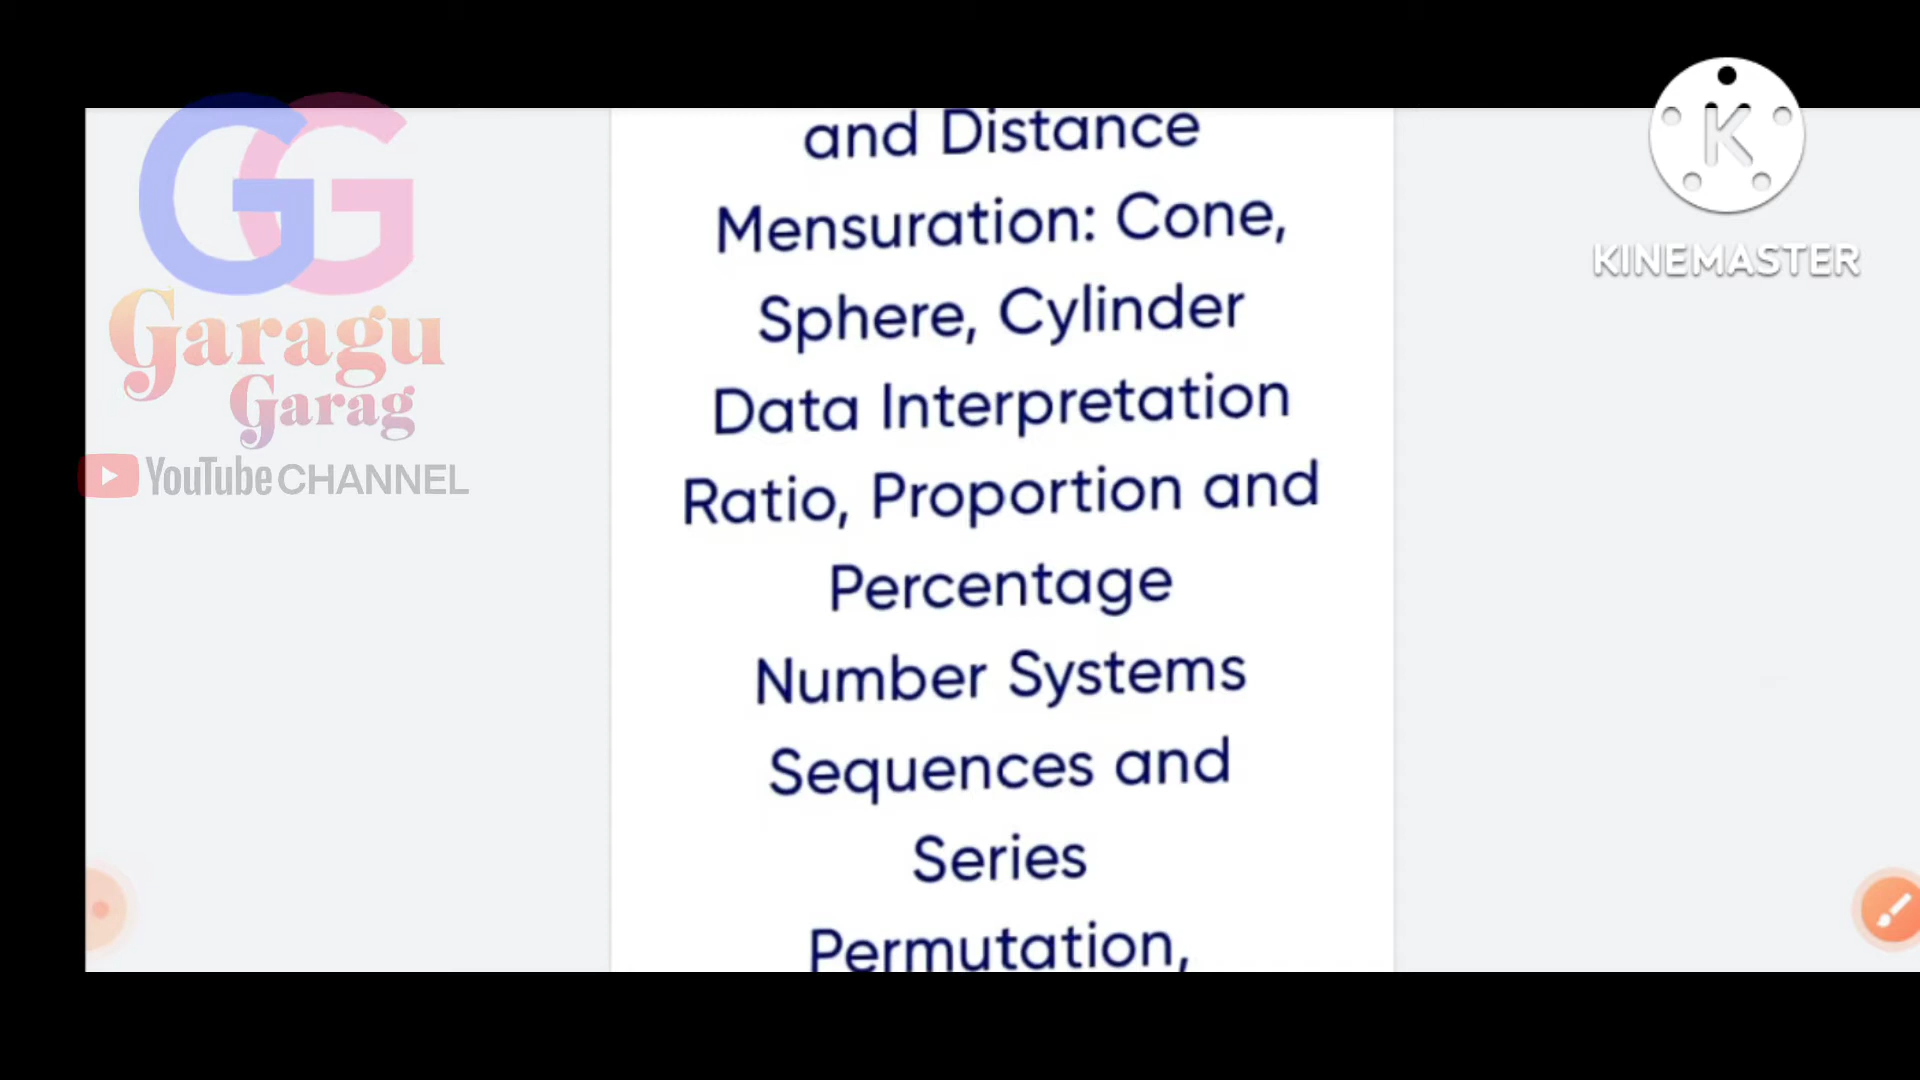 GG
Garagu
Garag
YouTube CHANNEL
K
KINEMASTER
and Distance
Mensuration: Cone,
Sphere, Cylinder
Data Interpretation
Ratio, Proportion and
Percentage
Number Systems
Sequences and
Series
Permutation,